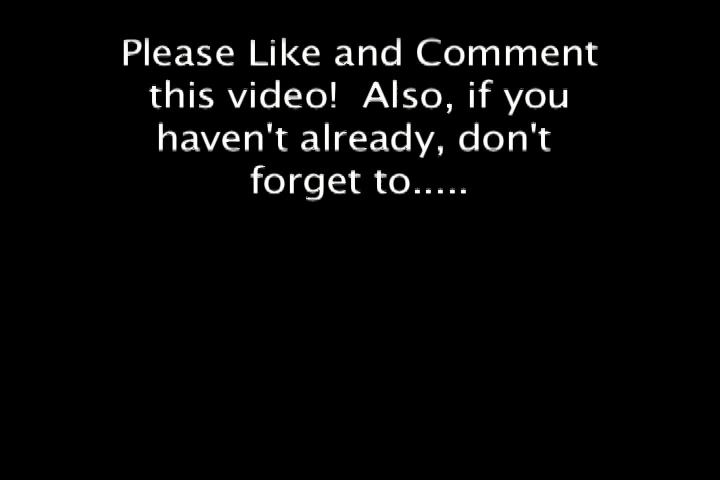 Please Like and Comment
this video!  Also, if you
haven't already, don't
forget to.....